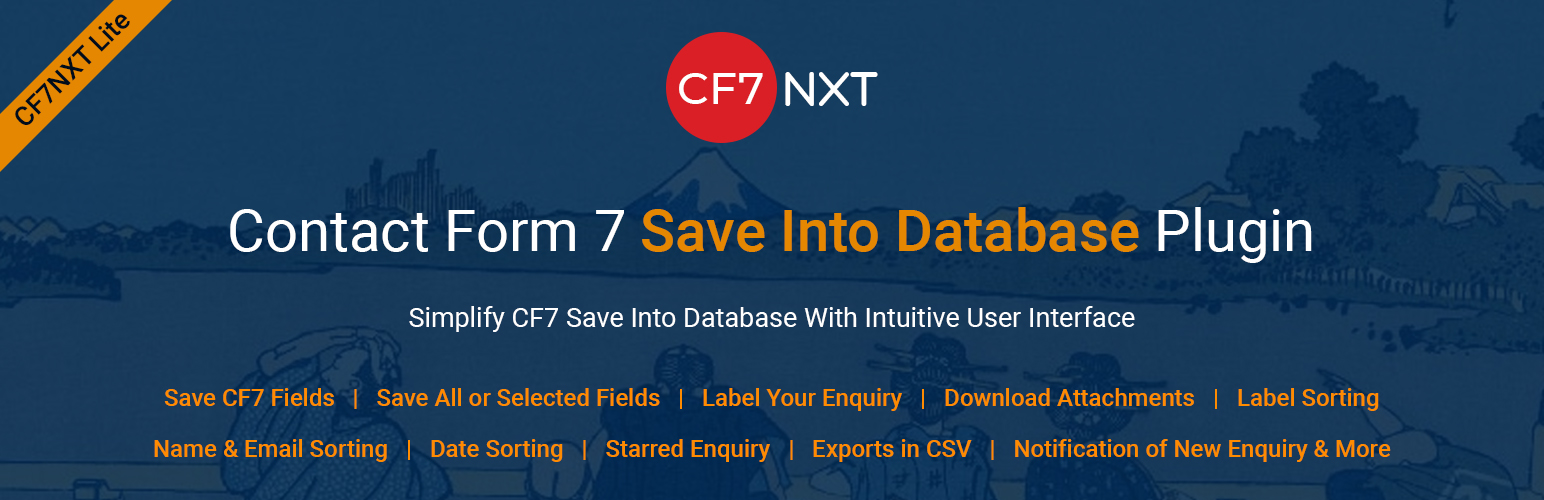 CF7NXT Lite
CF7 NXT
Contact Form 7 Save Into Database Plugin
Simplify CF7 Save Into Database With Intuitive User Interface
Save CF7 Fields | Save All or Selected Fields | Label Your Enquiry | Download Attachments | Label Sorting
Name & Email Sorting | Date Sorting | Starred Enquiry | Exports in CSV | Notification of New Enquiry & More